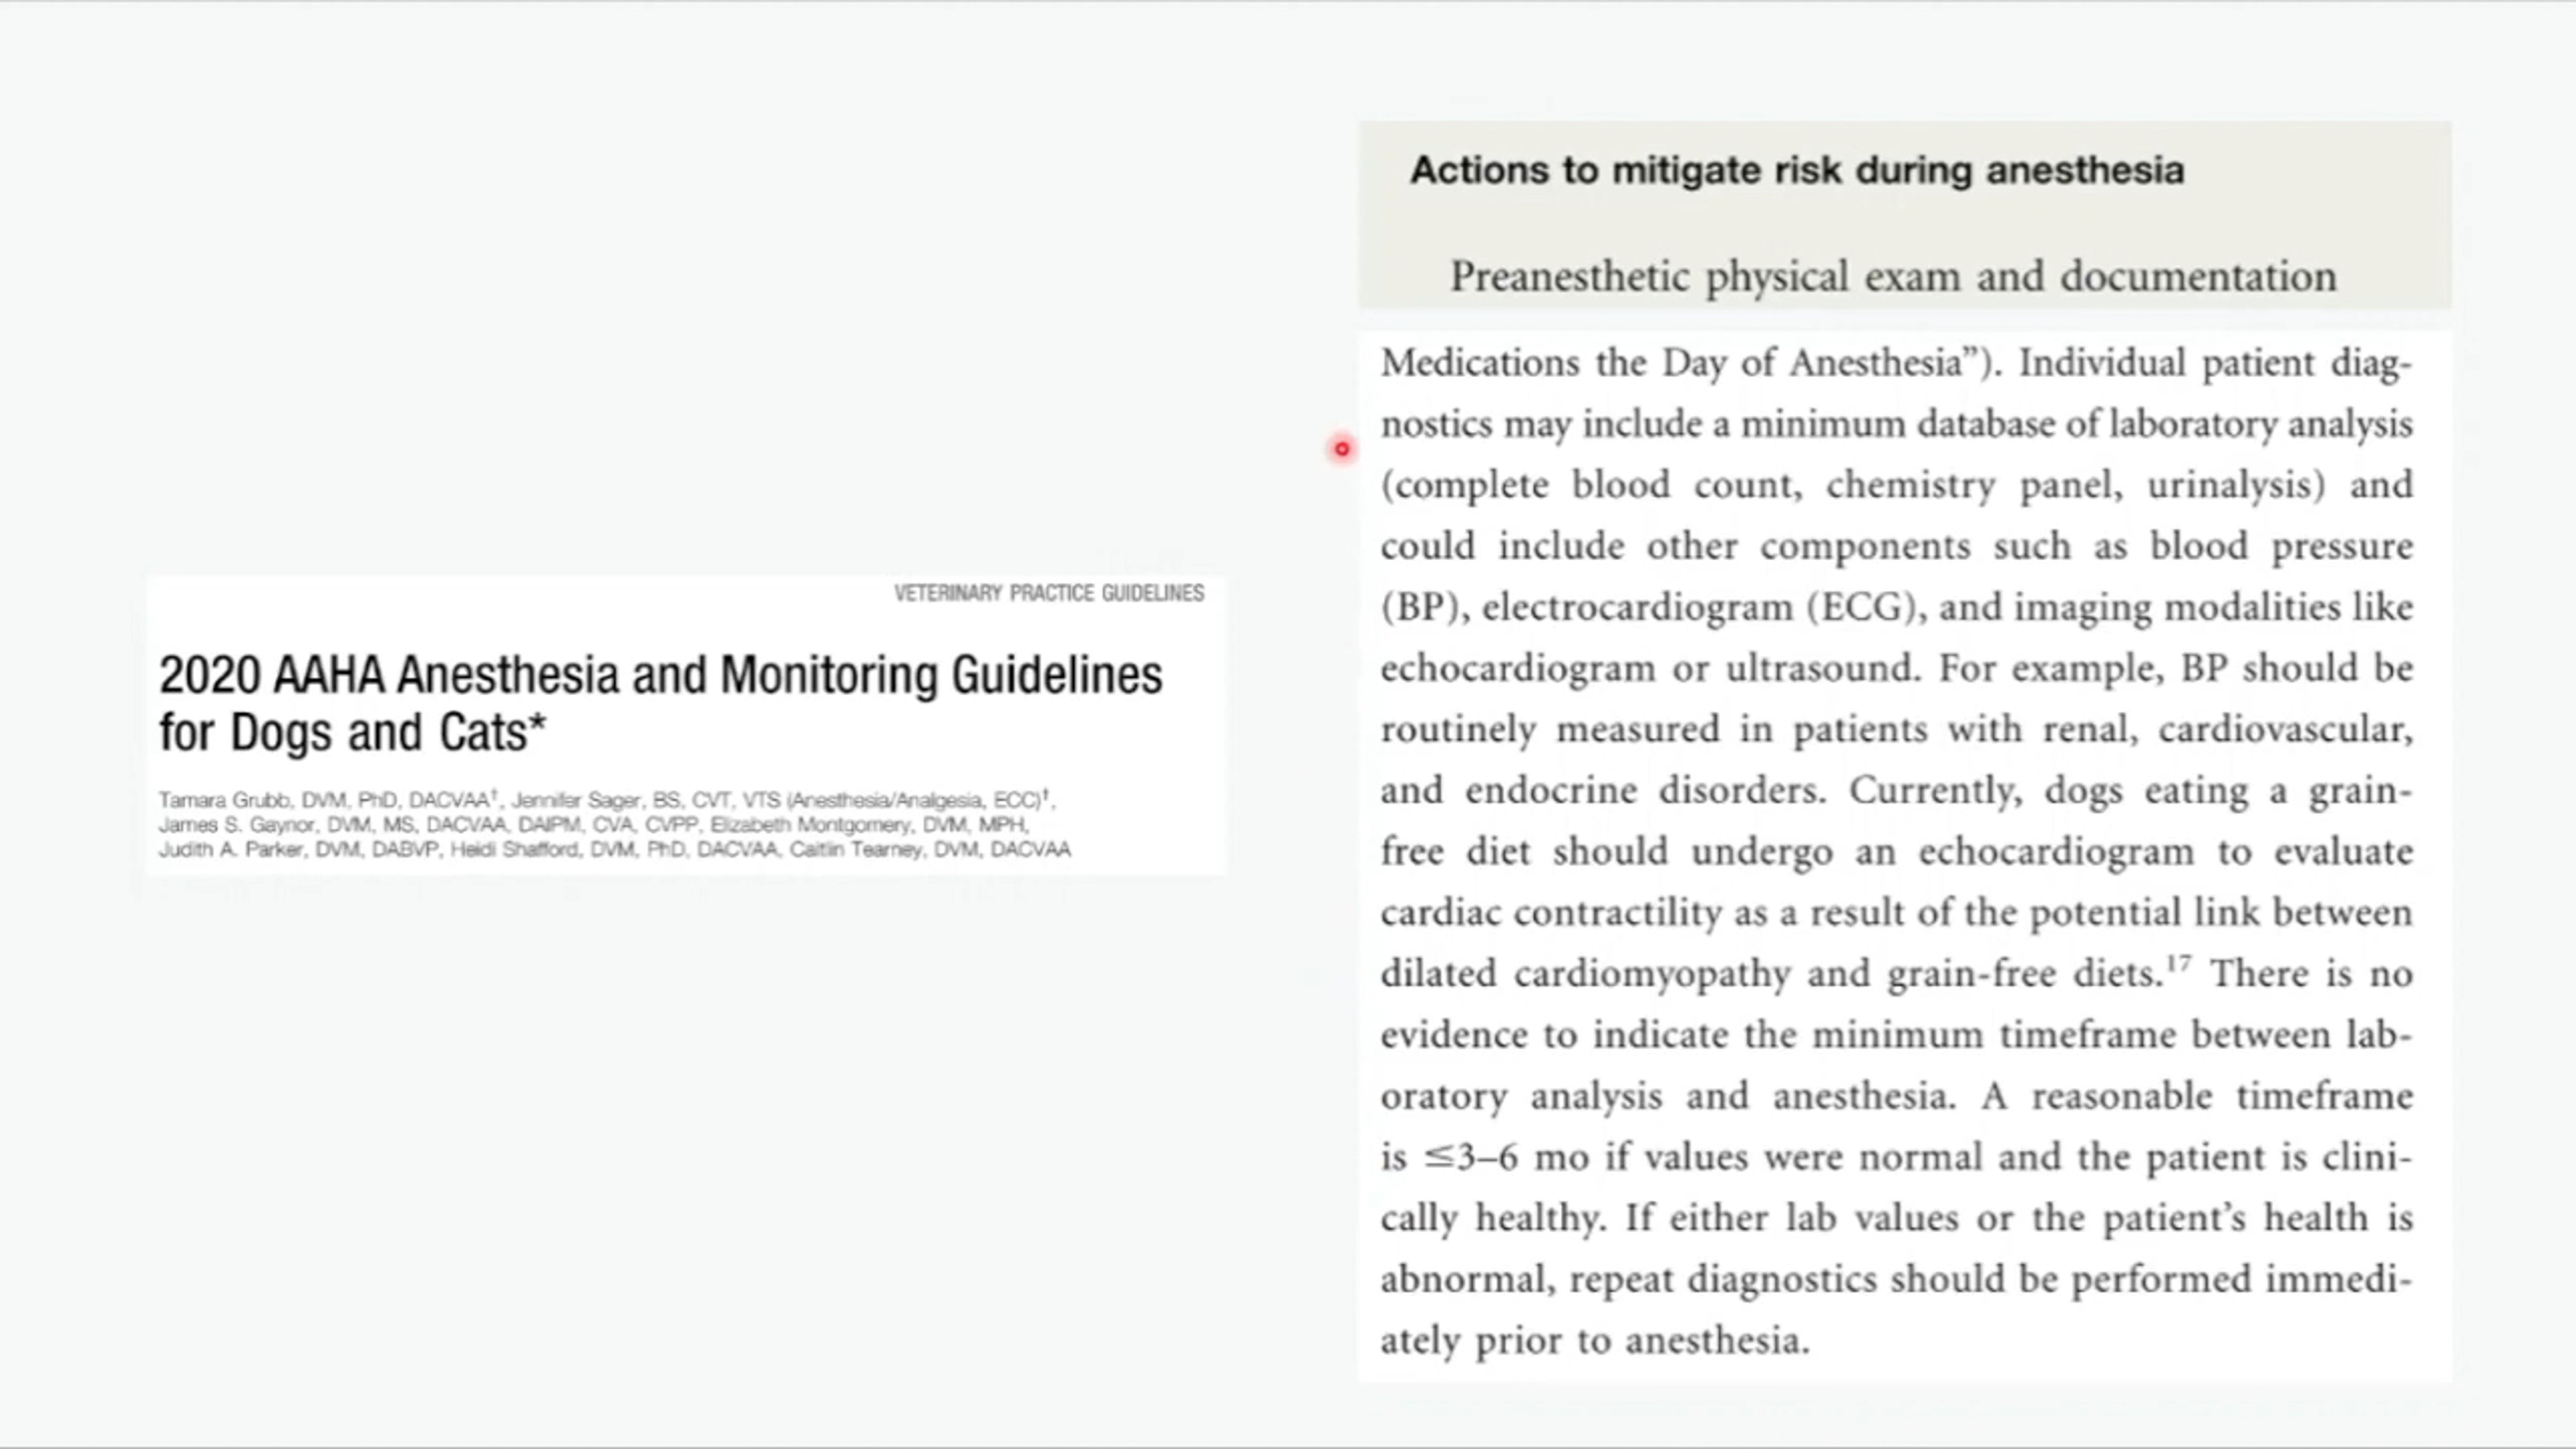 VETERINARY PRACTICE GUIDELINES
2020 AAHA Anesthesia and Monitoring Guidelines
for Dogs and Cats*
Tamara Grubb, DVM, PhD, DACVAA†, Jennifer Sager, BS, CVT, VTS (Anesthesia/Analgesia, ECC)†,
James S. Gaynor, DVM, MS, DACVAA, DAIPM, CVA, CVPP, Elizabeth Montgomery, DVM, MPH,
Judith A. Parker, DVM, DABVP, Heidi Shafford, DVM, PhD, DACVAA, Caitlin Tearney, DVM, DACVAA
Actions to mitigate risk during anesthesia
Preanesthetic physical exam and documentation
Medications the Day of Anesthesia”). Individual patient diag-
nostics may include a minimum database of laboratory analysis
(complete blood count, chemistry panel, urinalysis) and
could include other components such as blood pressure
(BP), electrocardiogram (ECG), and imaging modalities like
echocardiogram or ultrasound. For example, BP should be
routinely measured in patients with renal, cardiovascular,
and endocrine disorders. Currently, dogs eating a grain-
free diet should undergo an echocardiogram to evaluate
cardiac contractility as a result of the potential link between
dilated cardiomyopathy and grain-free diets.¹⁷ There is no
evidence to indicate the minimum timeframe between lab-
oratory analysis and anesthesia. A reasonable timeframe
is ≤3–6 mo if values were normal and the patient is clini-
cally healthy. If either lab values or the patient’s health is
abnormal, repeat diagnostics should be performed immedi-
ately prior to anesthesia.